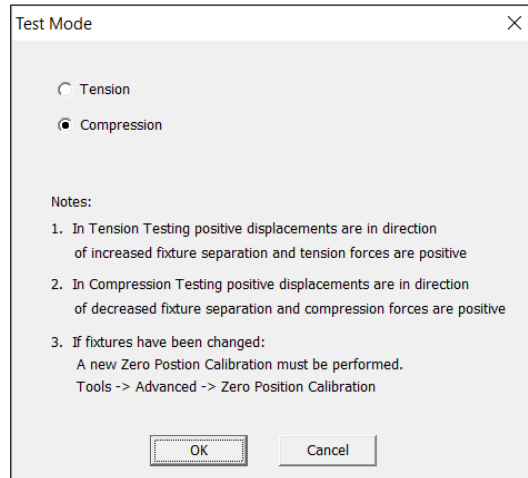 Test Mode
Tension
Compression
Notes:
1. In Tension Testing positive displacements are in direction
of increased fixture separation and tension forces are positive
2. In Compression Testing positive displacements are in direction
of decreased fixture separation and compression forces are positive
3. If fixtures have been changed:
A new Zero Postion Calibration must be performed.
Tools -> Advanced -> Zero Position Calibration
OK Cancel